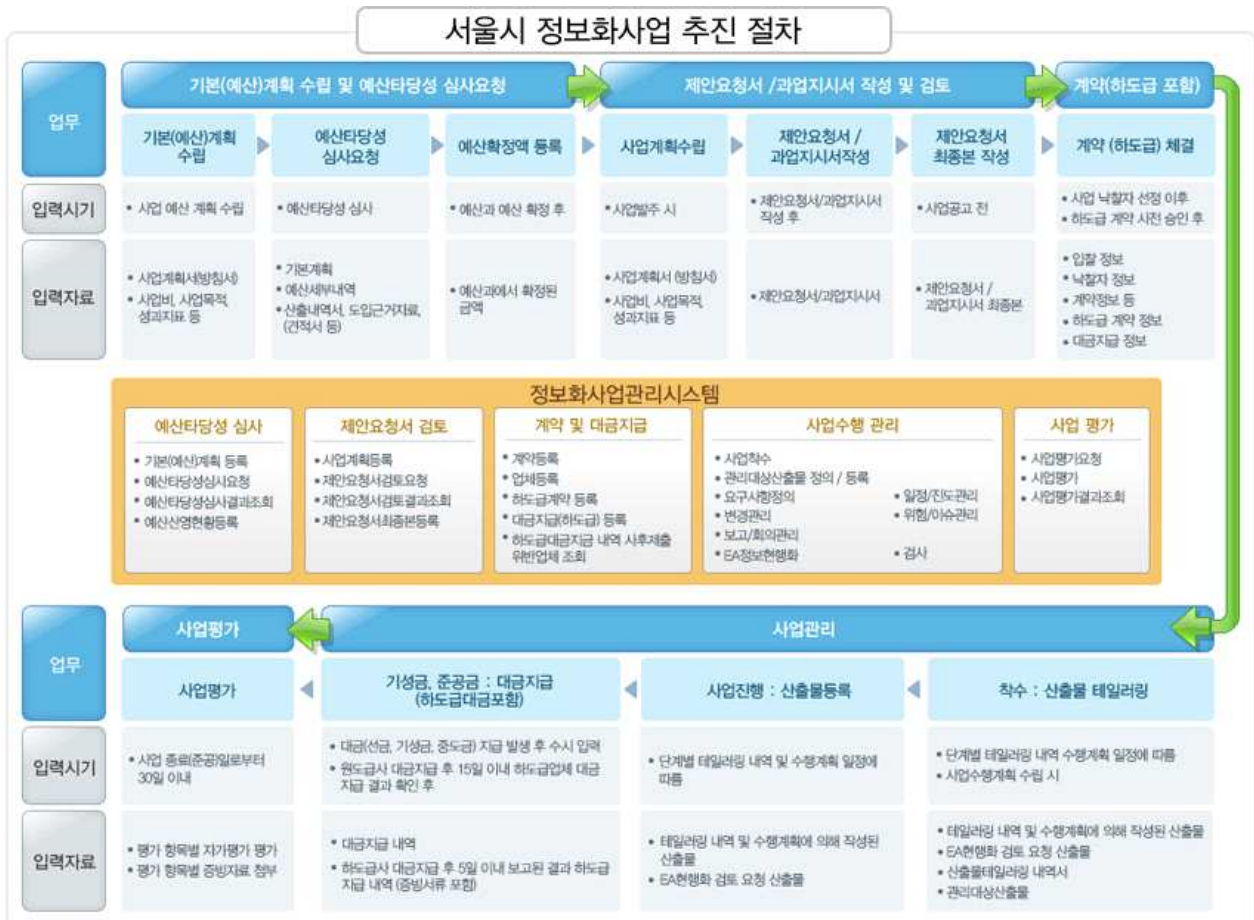 서울시 정보화사업 추진 절차
업무
기본(예산)계획 수립 및 예산타당성 심사요청
제안요청서 /과업지시서 작성 및 검토
계약(하도급 포함)
기본(예산)계획
수립
예산타당성
심사요청
예산확정액 등록
사업계획수립
제안요청서 /
과업지시서작성
제안요청서
최종본 작성
계약 (하도급) 체결
입력시기
• 사업 예산 계획 수립
• 예산타당성 심사
• 예산과 예산 확정 후
• 사업발주 시
• 제안요청서/과업지시서
작성 후
• 사업공고 전
• 사업 낙찰자 선정 이후
• 하도급 계약 사전 승인 후
입력자료
• 사업계획서(방침서)
• 사업비, 사업목적,
성과지표 등
• 기본계획
• 예산세부내역
• 산출내역서, 도입근거자료,
(견적서 등)
• 예산과에서 확정된
금액
• 사업계획서 (방침서)
• 사업비, 사업목적,
성과지표 등
• 제안요청서/과업지시서
• 제안요청서 /
과업지시서 최종본
• 입찰 정보
• 낙찰자 정보
• 계약정보 등
• 하도급 계약 정보
• 대금지급 정보
정보화사업관리시스템
예산타당성 심사
• 기본(예산)계획 등록
• 예산타당성심사요청
• 예산타당성심사결과조회
• 예산산영현황등록
제안요청서 검토
• 사업계획등록
• 제안요청서검토요청
• 제안요청서검토결과조회
• 제안요청서최종본등록
계약 및 대금지급
• 계약등록
• 업체등록
• 하도급계약 등록
• 대금지급(하도급) 등록
• 하도급대금지급 내역 사후제출
위반업체 조회
사업수행 관리
• 사업착수
• 관리대상산출물 정의 / 등록
• 요구사항정의
• 변경관리
• 보고/회의관리
• EA정보현행화
• 일정/진도관리
• 위험/이슈관리
• 검사
사업 평가
• 사업평가요청
• 사업평가
• 사업평가결과조회
업무
사업평가
사업관리
사업평가
기성금, 준공금 : 대금지급
(하도급대금포함)
사업진행 : 산출물등록
착수 : 산출물 테일러링
입력시기
• 사업 종료(준공)일로부터
30일 이내
• 대금(선금, 기성금, 중도금) 지급 발생 후 수시 입력
• 원도급사 대금지급 후 15일 이내 하도급업체 대금
지급 결과 확인 후
• 단계별 테일러링 내역 및 수행계획 일정에
따름
• 단계별 테일러링 내역 수행계획 일정에 따름
• 사업수행계획 수립 시
입력자료
• 평가 항목별 자가평가 평가
• 평가 항목별 증빙자료 첨부
• 대금지급 내역
• 하도급사 대금지급 후 5일 이내 보고된 결과 하도급
지급 내역 (증빙서류 포함)
• 테일러링 내역 및 수행계획에 의해 작성된
산출물
• EA현행화 검토 요청 산출물
• 테일러링 내역 및 수행계획에 의해 작성된 산출물
• EA현행화 검토 요청 산출물
• 산출물테일러링 내역서
• 관리대상산출물